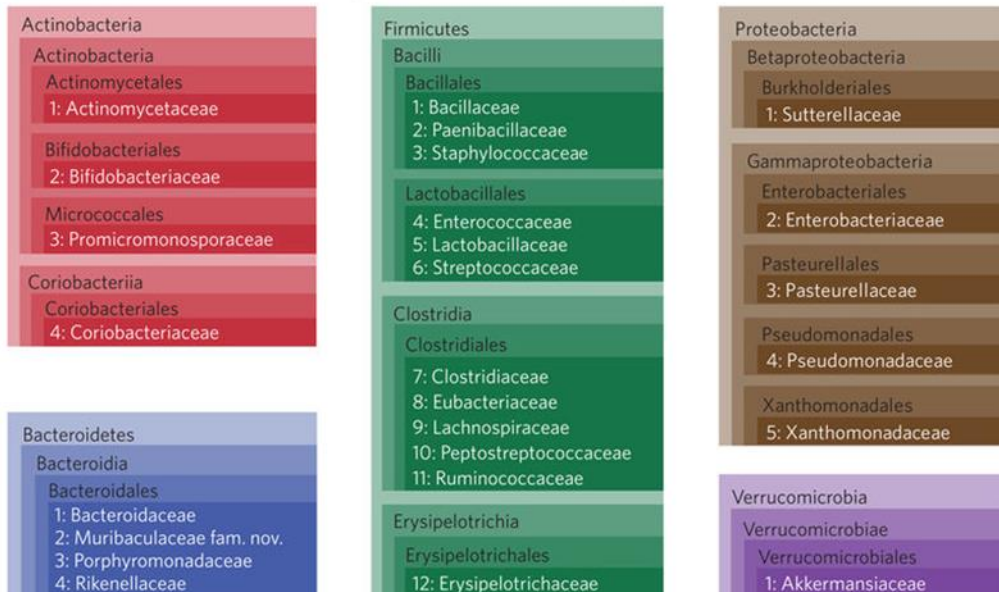 Actinobacteria
Actinobacteria
Actinomycetales
1: Actinomycetaceae
Bifidobacteriales
2: Bifidobacteriaceae
Micrococcales
3: Promicromonosporaceae
Coriobacteriia
Coriobacteriales
4: Coriobacteriaceae
Bacteroidetes
Bacteroidia
Bacteroidales
1: Bacteroidaceae
2: Muribaculaceae fam. nov.
3: Porphyromonadaceae
4: Rikenellaceae
Firmicutes
Bacilli
Bacillales
1: Bacillaceae
2: Paenibacillaceae
3: Staphylococcaceae
Lactobacillales
4: Enterococcaceae
5: Lactobacillaceae
6: Streptococcaceae
Clostridia
Clostridiales
7: Clostridiaceae
8: Eubacteriaceae
9: Lachnospiraceae
10: Peptostreptococcaceae
11: Ruminococcaceae
Erysipelotrichia
Erysipelotrichales
12: Erysipelotrichaceae
Proteobacteria
Betaproteobacteria
Burkholderiales
1: Sutterellaceae
Gammaproteobacteria
Enterobacteriales
2: Enterobacteriaceae
Pasteurellales
3: Pasteurellaceae
Pseudomonadales
4: Pseudomonadaceae
Xanthomonadales
5: Xanthomonadaceae
Verrucomicrobia
Verrucomicrobiae
Verrucomicrobiales
1: Akkermansiaceae